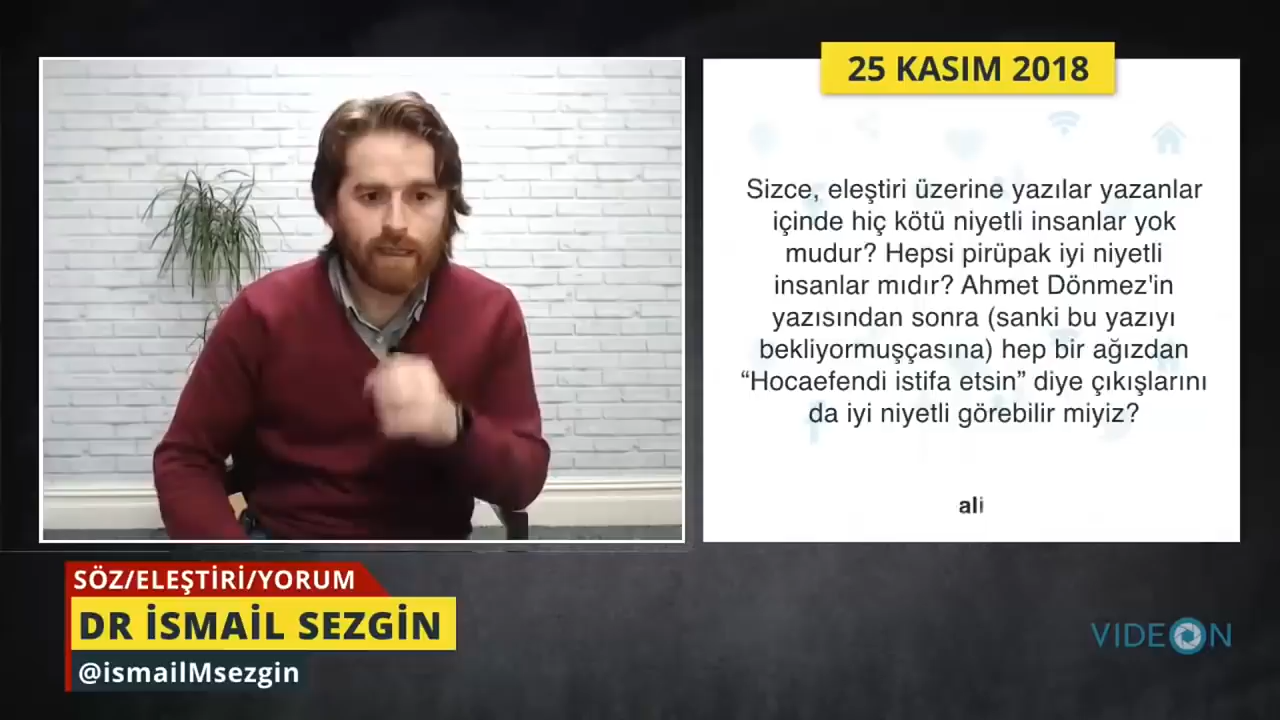 25 KASIM 2018
Sizce, eleştiri üzerine yazılar yazanlar
içinde hiç kötü niyetli insanlar yok
mudur? Hepsi pirüpak iyi niyetli
insanlar mıdır? Ahmet Dönmez'in
yazısından sonra (sanki bu yazıyı
bekliyormuşçasına) hep bir ağızdan
“Hocaefendi istifa etsin” diye çıkışlarını
da iyi niyetli görebilir miyiz?
ali
SÖZ/ELEŞTİRİ/YORUM
DR İSMAİL SEZGİN
@ismailMsezgin
VIDEON